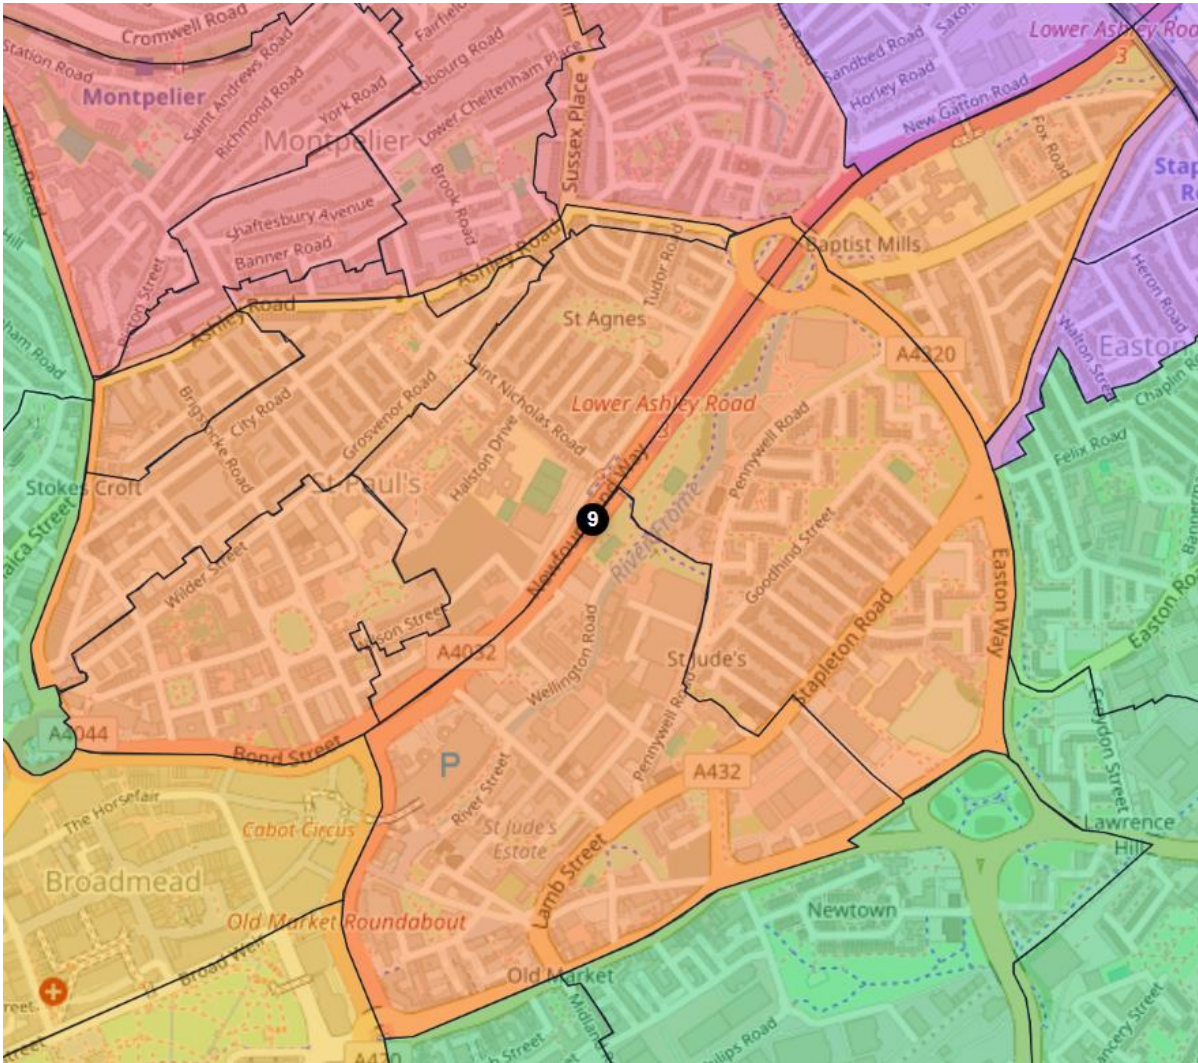 Cromwell Road
Station Road
Montpelier
Saint Andrews Road
Richmond Road
York Road
Montpelier
Cobourg Road
Lower Cheltenham Place
Sussex Place
Sandbed Road
Horley Road
Lower Ashley Road
3
New Gatton Road
Fox Road
Brook Road
Shaftesbury Avenue
Banner Road
Ashley Road
Ashley Road
Tudor Road
Baptist Mills
Hill
St Agnes
A4320
Heron Road
Walton Street
Easton
Chaplin
Brigstocke Road
City Road
Grosvenor Road
Saint Nicholas Road
Halston Drive
Lower Ashley Road
3
Pennywell Road
Felix Road
Stokes Croft
St Paul's
9
River Frome
Goodhind Street
Wilder Street
Wilson Street
A4032
Wellington Road
St Jude's
Stapleton Road
Easton Way
Easton
Croydon Street
A4044
Bond Street
P
River Street
Pennywell Road
A432
The Horsefair
Cabot Circus
St Jude's
Estate
Lamb Street
Lawrence
Hill
Broadmead
Old Market Roundabout
Broad Weir
Newtown
Old Market
A420